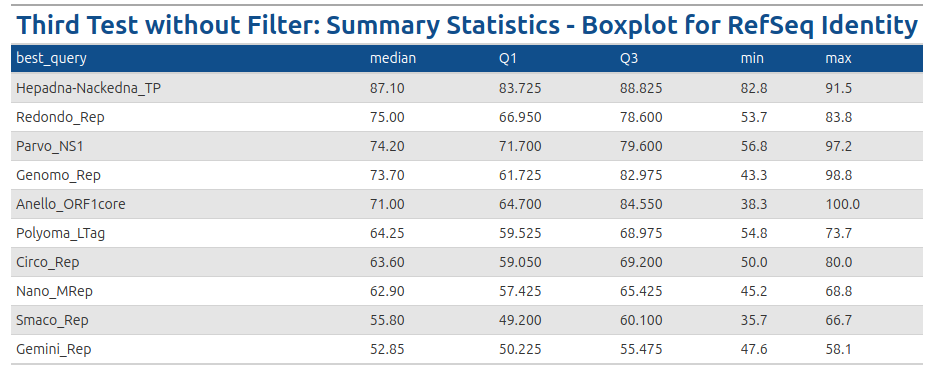 Third Test without Filter: Summary Statistics - Boxplot for RefSeq Identity
best_query median Q1 Q3 min max
Hepadna-Nackedna_TP 87.10 83.725 88.825 82.8 91.5
Redondo_Rep 75.00 66.950 78.600 53.7 83.8
Parvo_NS1 74.20 71.700 79.600 56.8 97.2
Genomo_Rep 73.70 61.725 82.975 43.3 98.8
Anello_ORF1core 71.00 64.700 84.550 38.3 100.0
Polyoma_LTag 64.25 59.525 68.975 54.8 73.7
Circo_Rep 63.60 59.050 69.200 50.0 80.0
Nano_MRep 62.90 57.425 65.425 45.2 68.8
Smaco_Rep 55.80 49.200 60.100 35.7 66.7
Gemini_Rep 52.85 50.225 55.475 47.6 58.1